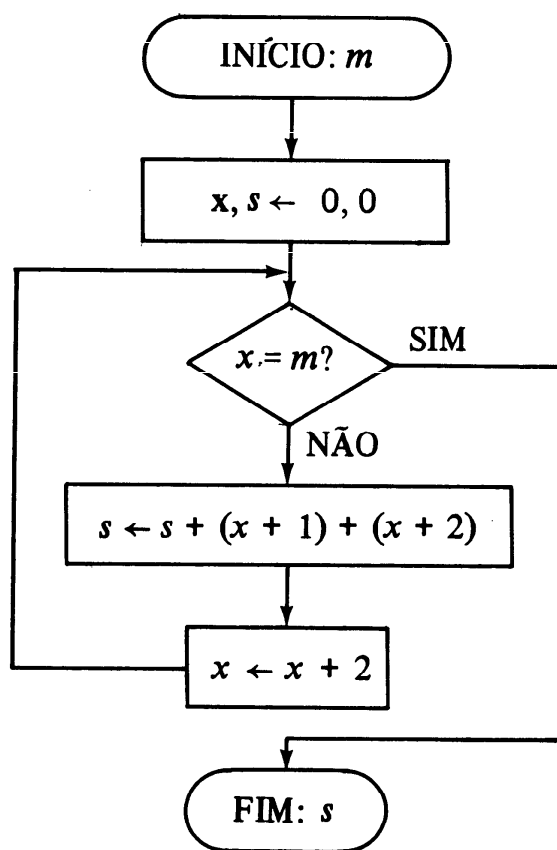 INÍCIO: m
x, s ← 0, 0
x = m?
SIM
NÃO
s ← s + (x + 1) + (x + 2)
x ← x + 2
FIM: s